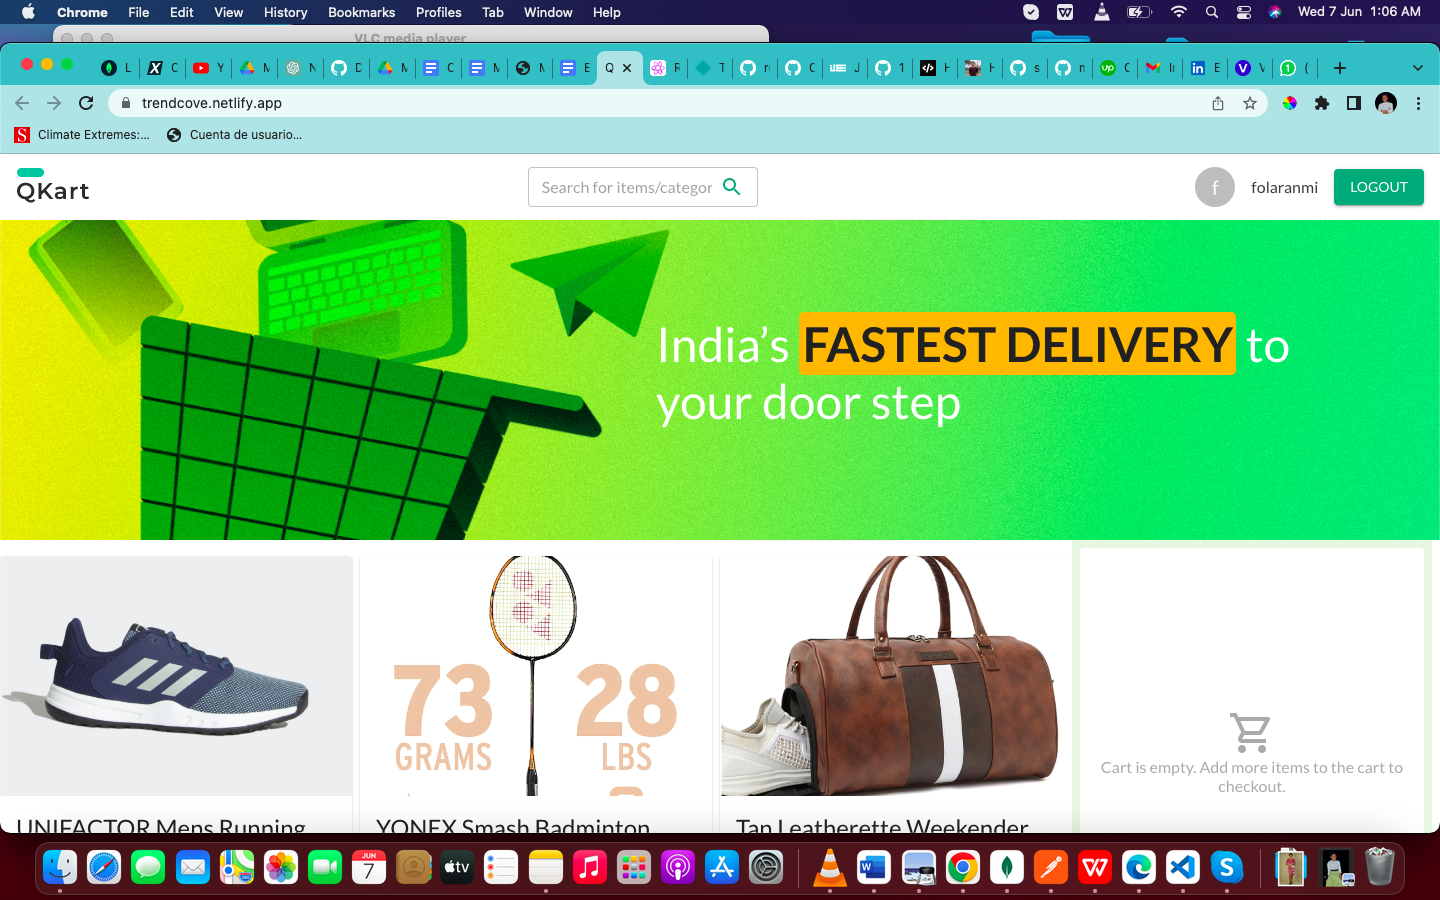 Chrome File Edit View History Bookmarks Profiles Tab Window Help Wed 7 Jun 1:06 AM
VLC media player
trendcove.netlify.app
Climate Extremes:... Cuenta de usuario...
QKart
Search for items/categor
f folaranmi LOGOUT
India's FASTEST DELIVERY to
your door step
73 28
GRAMS LBS
Cart is empty. Add more items to the cart to
checkout.
UNIFACTOR Mens Running
YONEX Smash Badminton
Tan Leatherette Weekender
JUN
7
tv